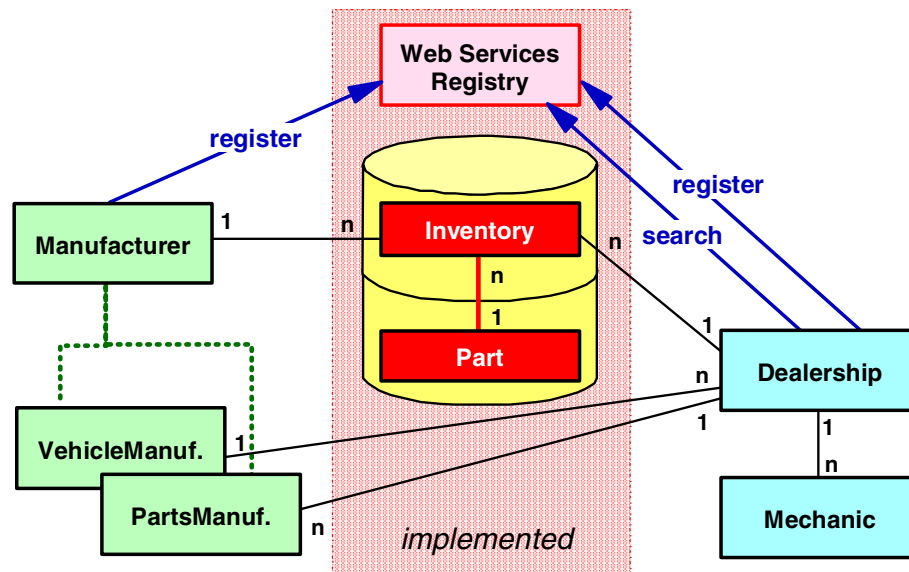 Web Services
Registry
register
register
search
1
n
Manufacturer
Inventory
n
n
1
1
Part
Dealership
n
1
1
VehicleManuf.
1
n
PartsManuf.
n
Mechanic
implemented